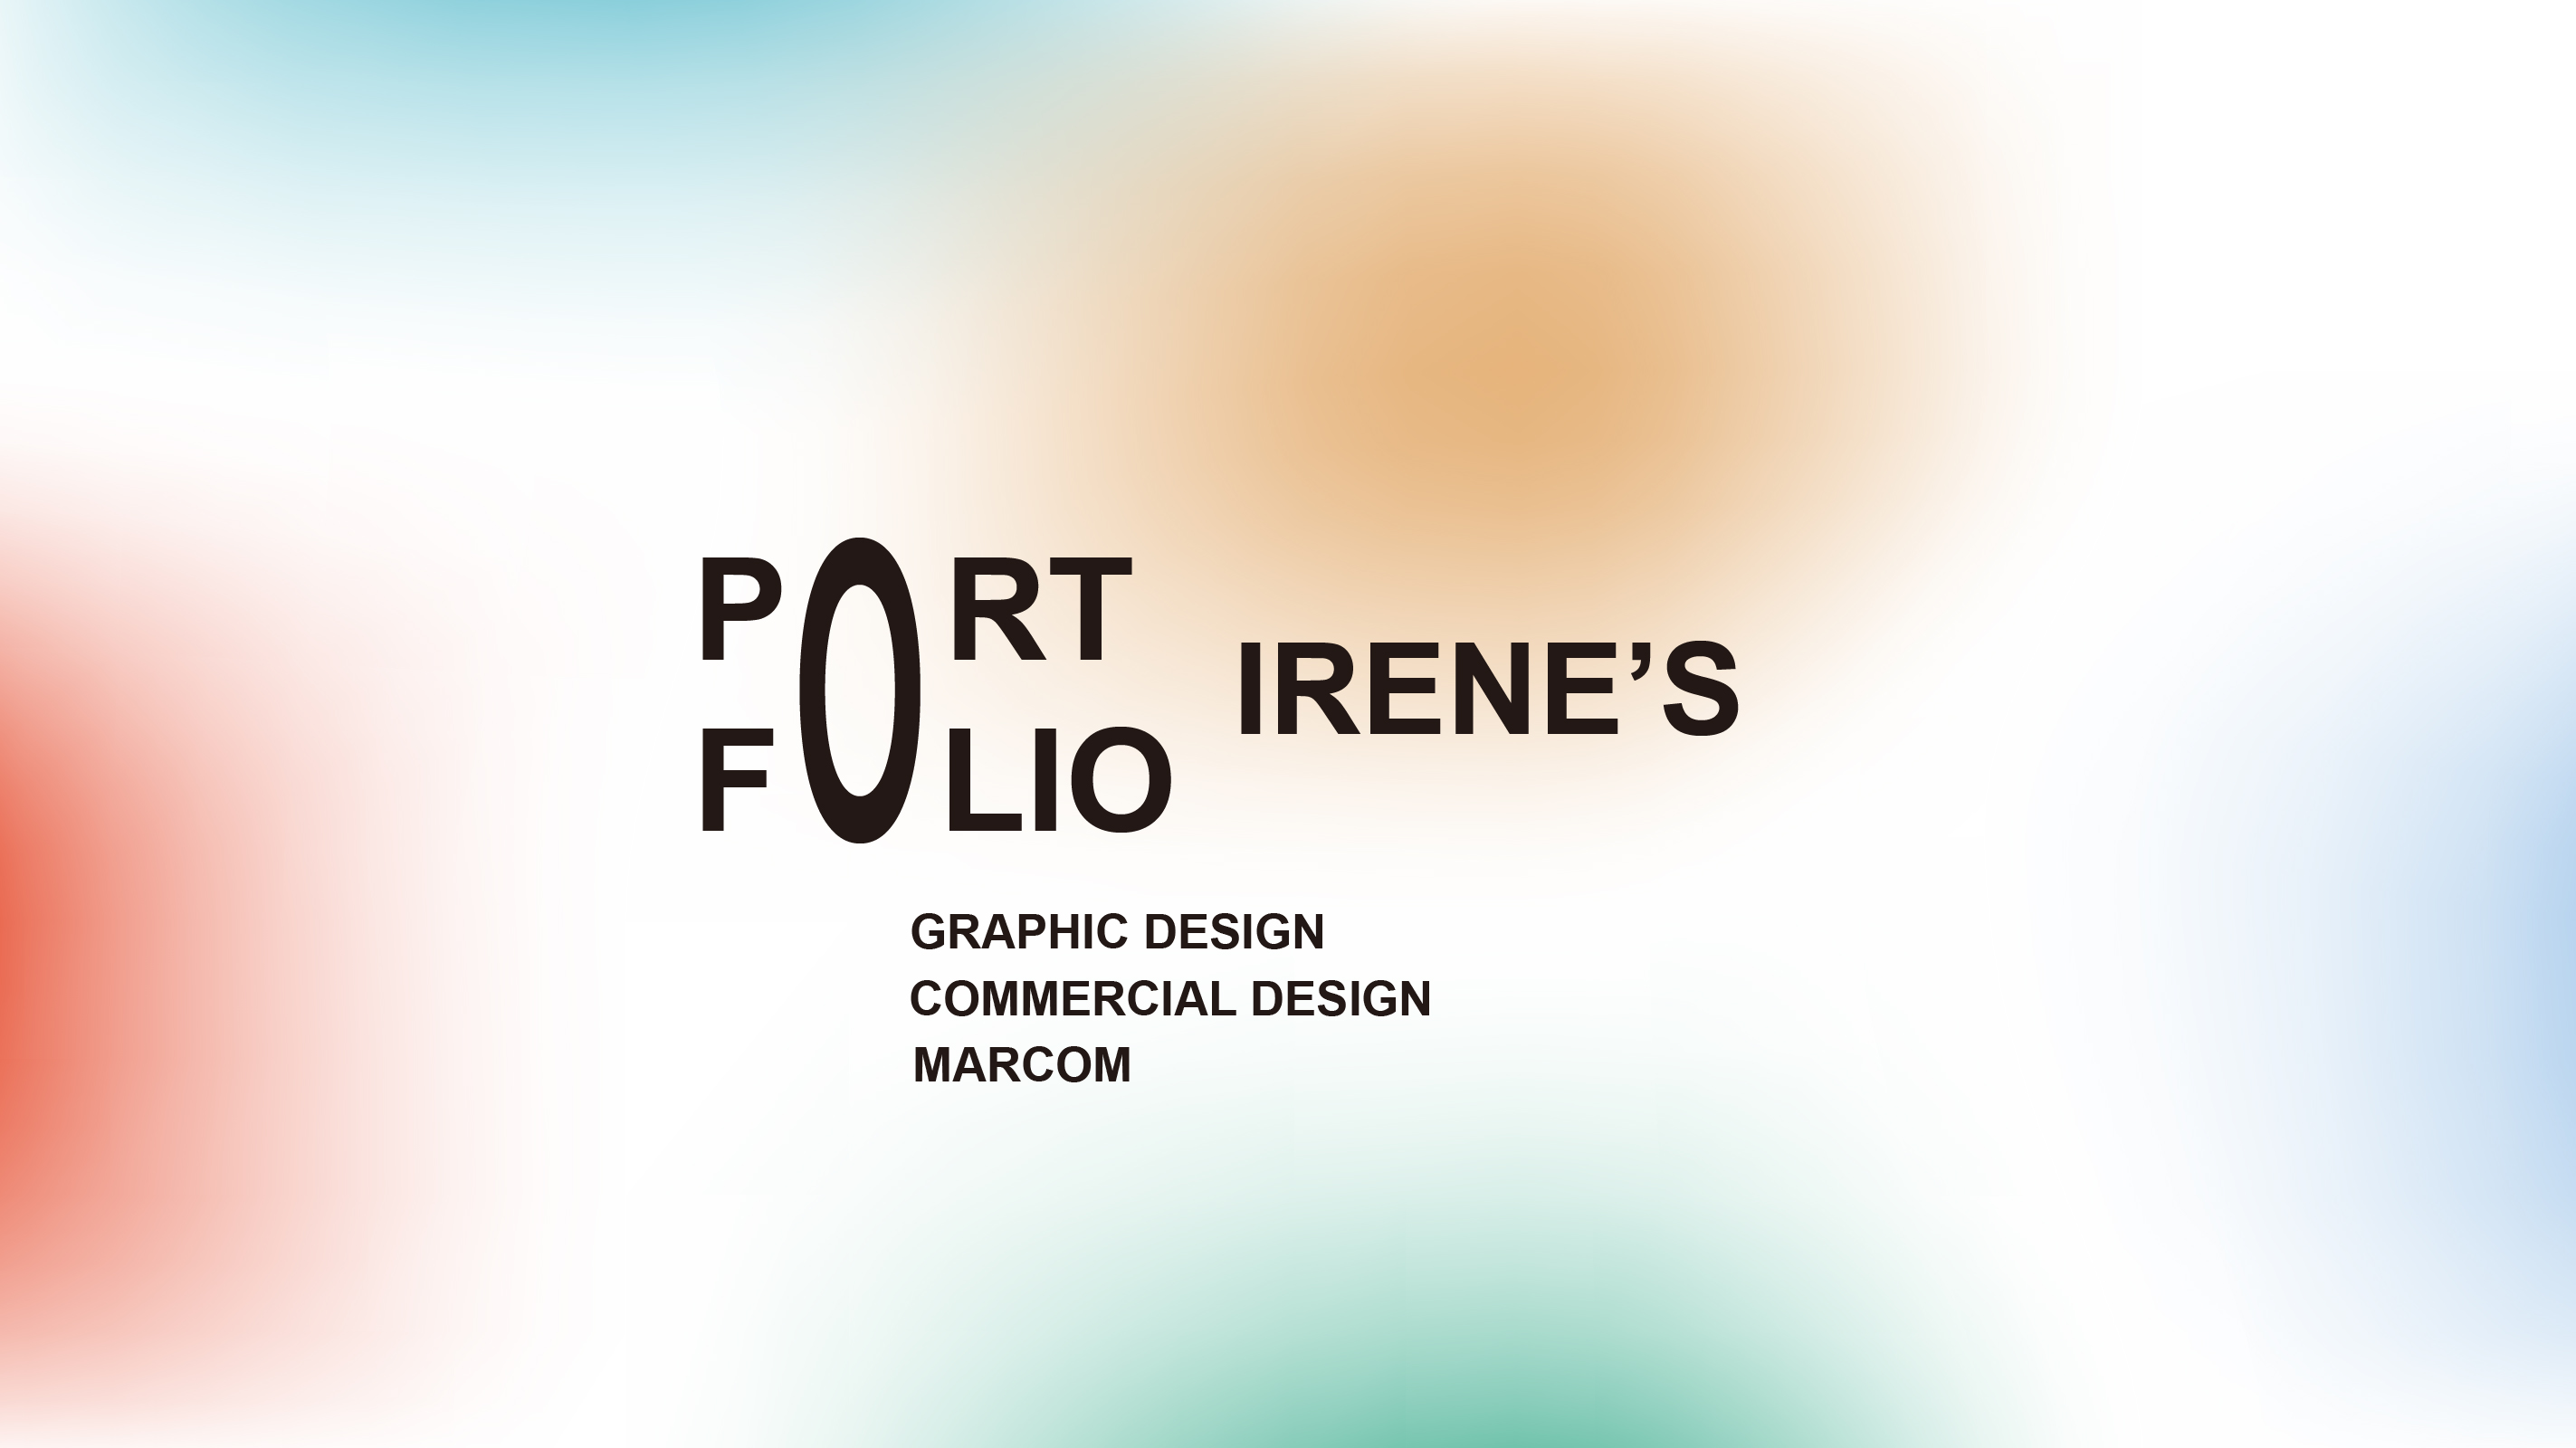 PORT
FOLIO
IRENE’S
GRAPHIC DESIGN
COMMERCIAL DESIGN
MARCOM